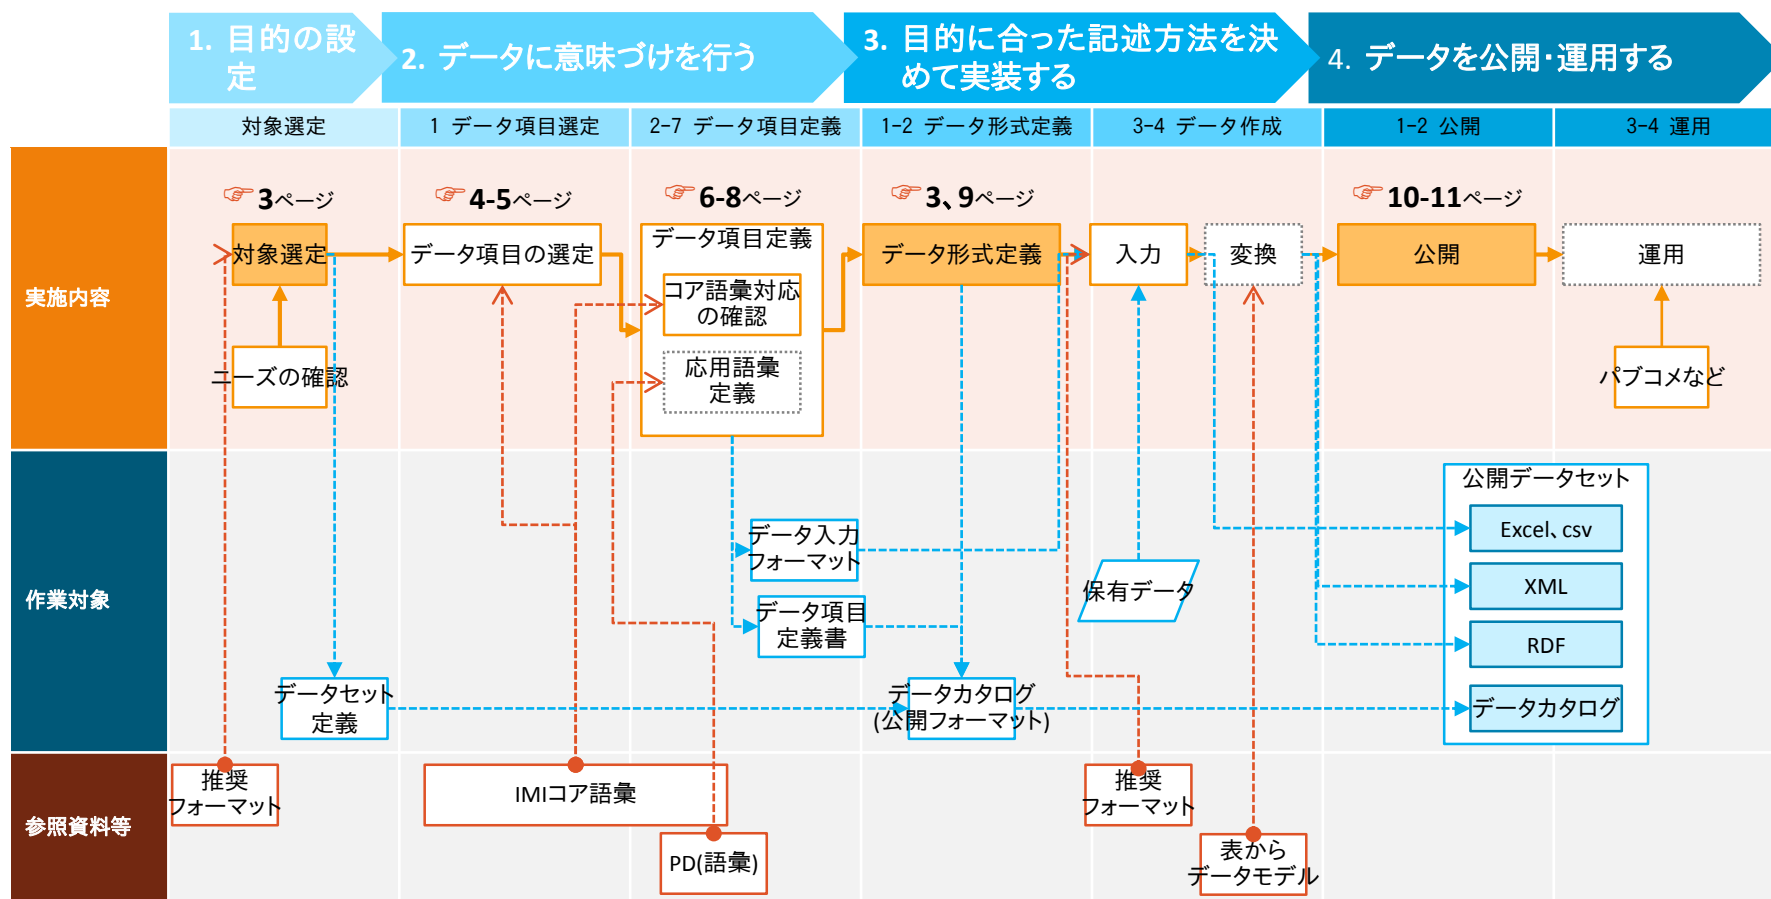 1. 目的の設
定
2. データに意味づけを行う
3. 目的に合った記述方法を決
めて実装する
4. データを公開・運用する
対象選定
1 データ項目選定
2-7 データ項目定義
1-2 データ形式定義
3-4 データ作成
1-2 公開
3-4 運用
実施内容
☞3ページ
☞4-5ページ
☞6-8ページ
☞3、9ページ
☞10-11ページ
対象選定
データ項目の選定
データ項目定義
データ形式定義
入力
変換
公開
運用
コア語彙対応
の確認
ニーズの確認
応用語彙
定義
パブコメなど
作業対象
公開データセット
Excel、csv
データ入力
フォーマット
保有データ
XML
データ項目
定義書
RDF
データセット
定義
データカタログ
(公開フォーマット)
データカタログ
参照資料等
推奨
フォーマット
IMIコア語彙
推奨
フォーマット
PD(語彙)
表から
データモデル